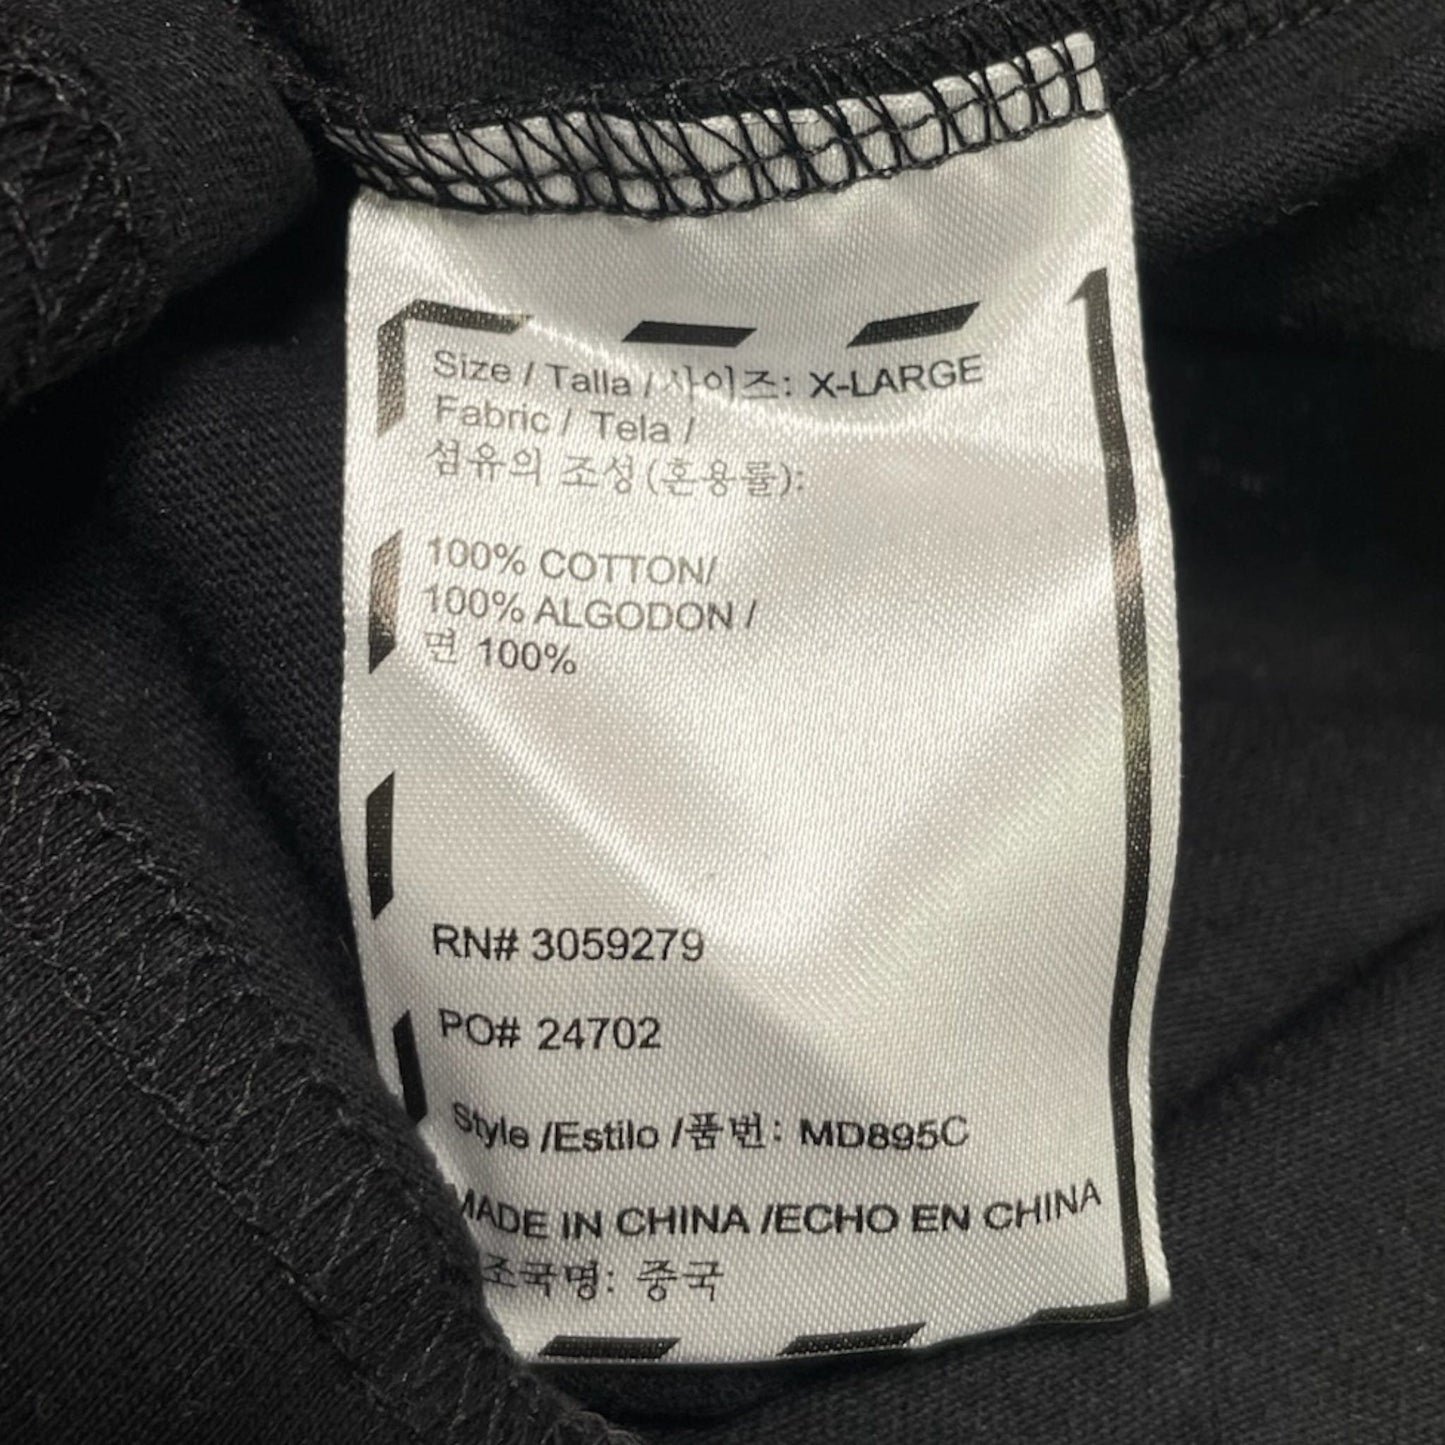 Size / Talla / 사이즈: X-LARGE
Fabric / Tela /
섬유의 조성(혼용률):
100% COTTON/
100% ALGODON /
면 100%
RN# 3059279
PO# 24702
Style /Estilo /품번: MD895C
MADE IN CHINA /ECHO EN CHINA
제조국명: 중국